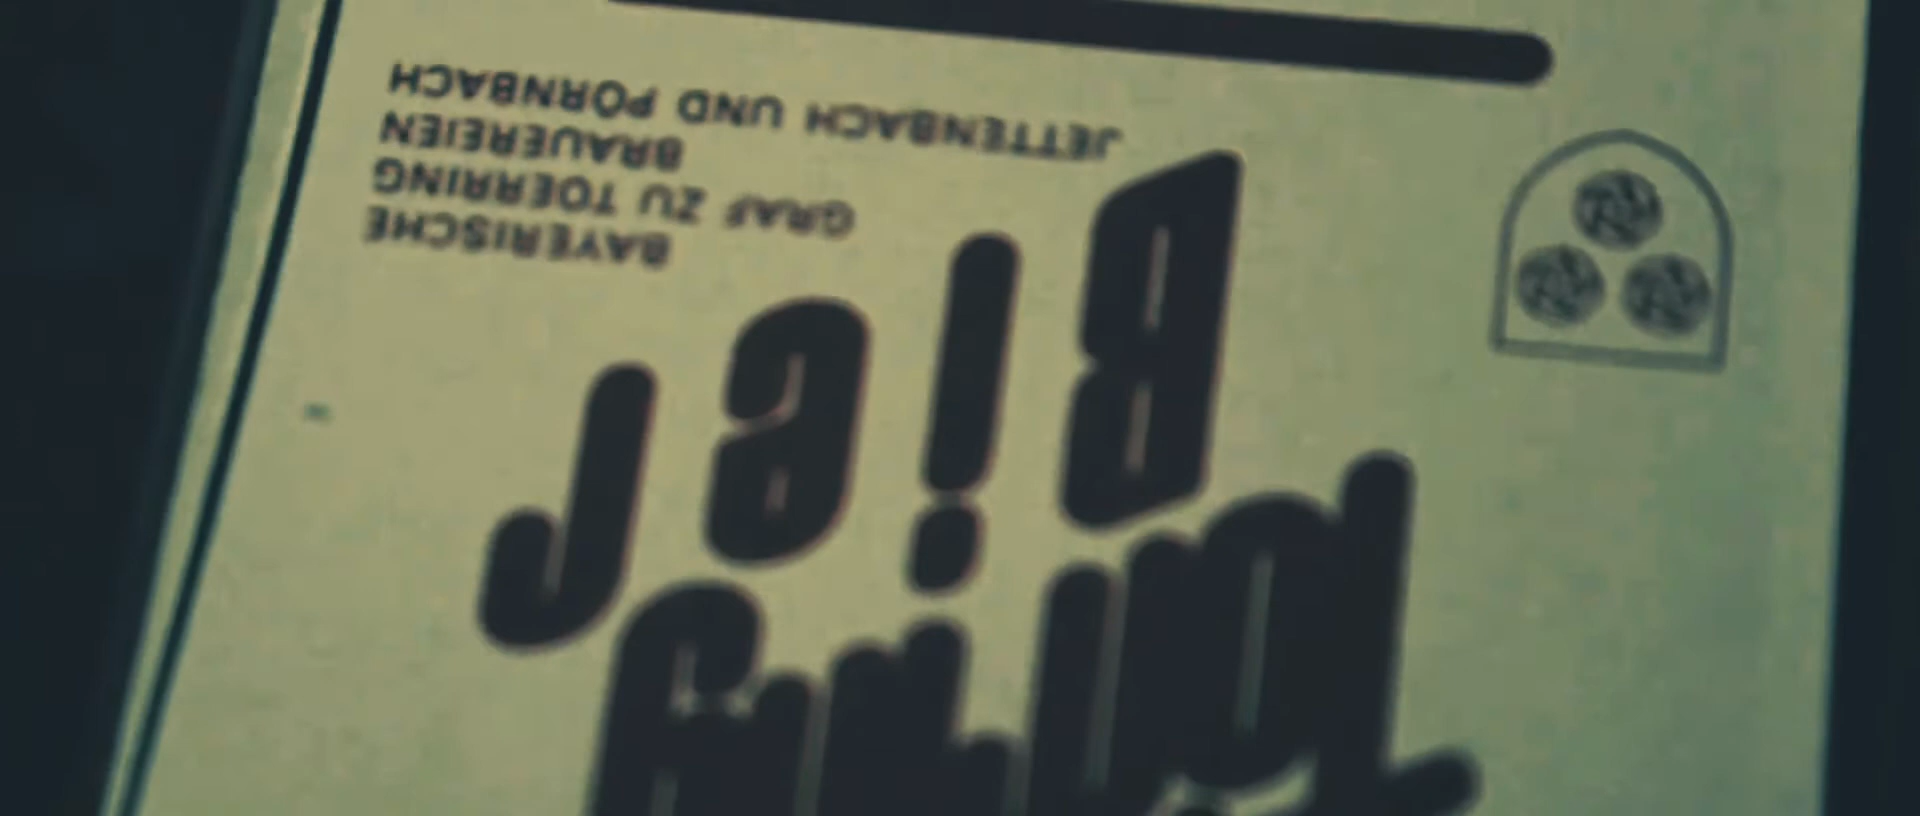 Bier
BAYERISCHE
GRAF ZU TOERRING
BRAUEREIEN
JETTENBACH UND PÖRNBACH